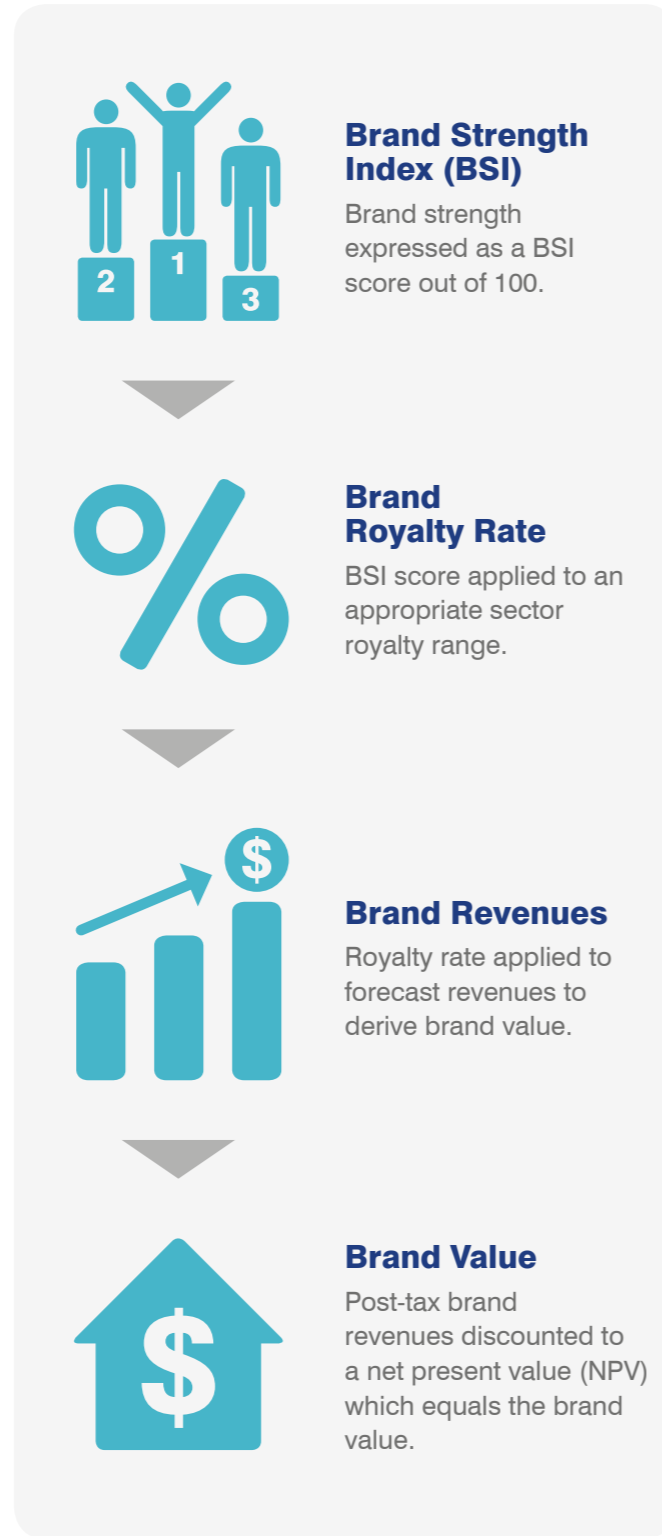 2
1
3
Brand Strength
Index (BSI)
Brand strength
expressed as a BSI
score out of 100.
%
Brand
Royalty Rate
BSI score applied to an
appropriate sector
royalty range.
$
Brand Revenues
Royalty rate applied to
forecast revenues to
derive brand value.
$
Brand Value
Post-tax brand
revenues discounted to
a net present value (NPV)
which equals the brand
value.